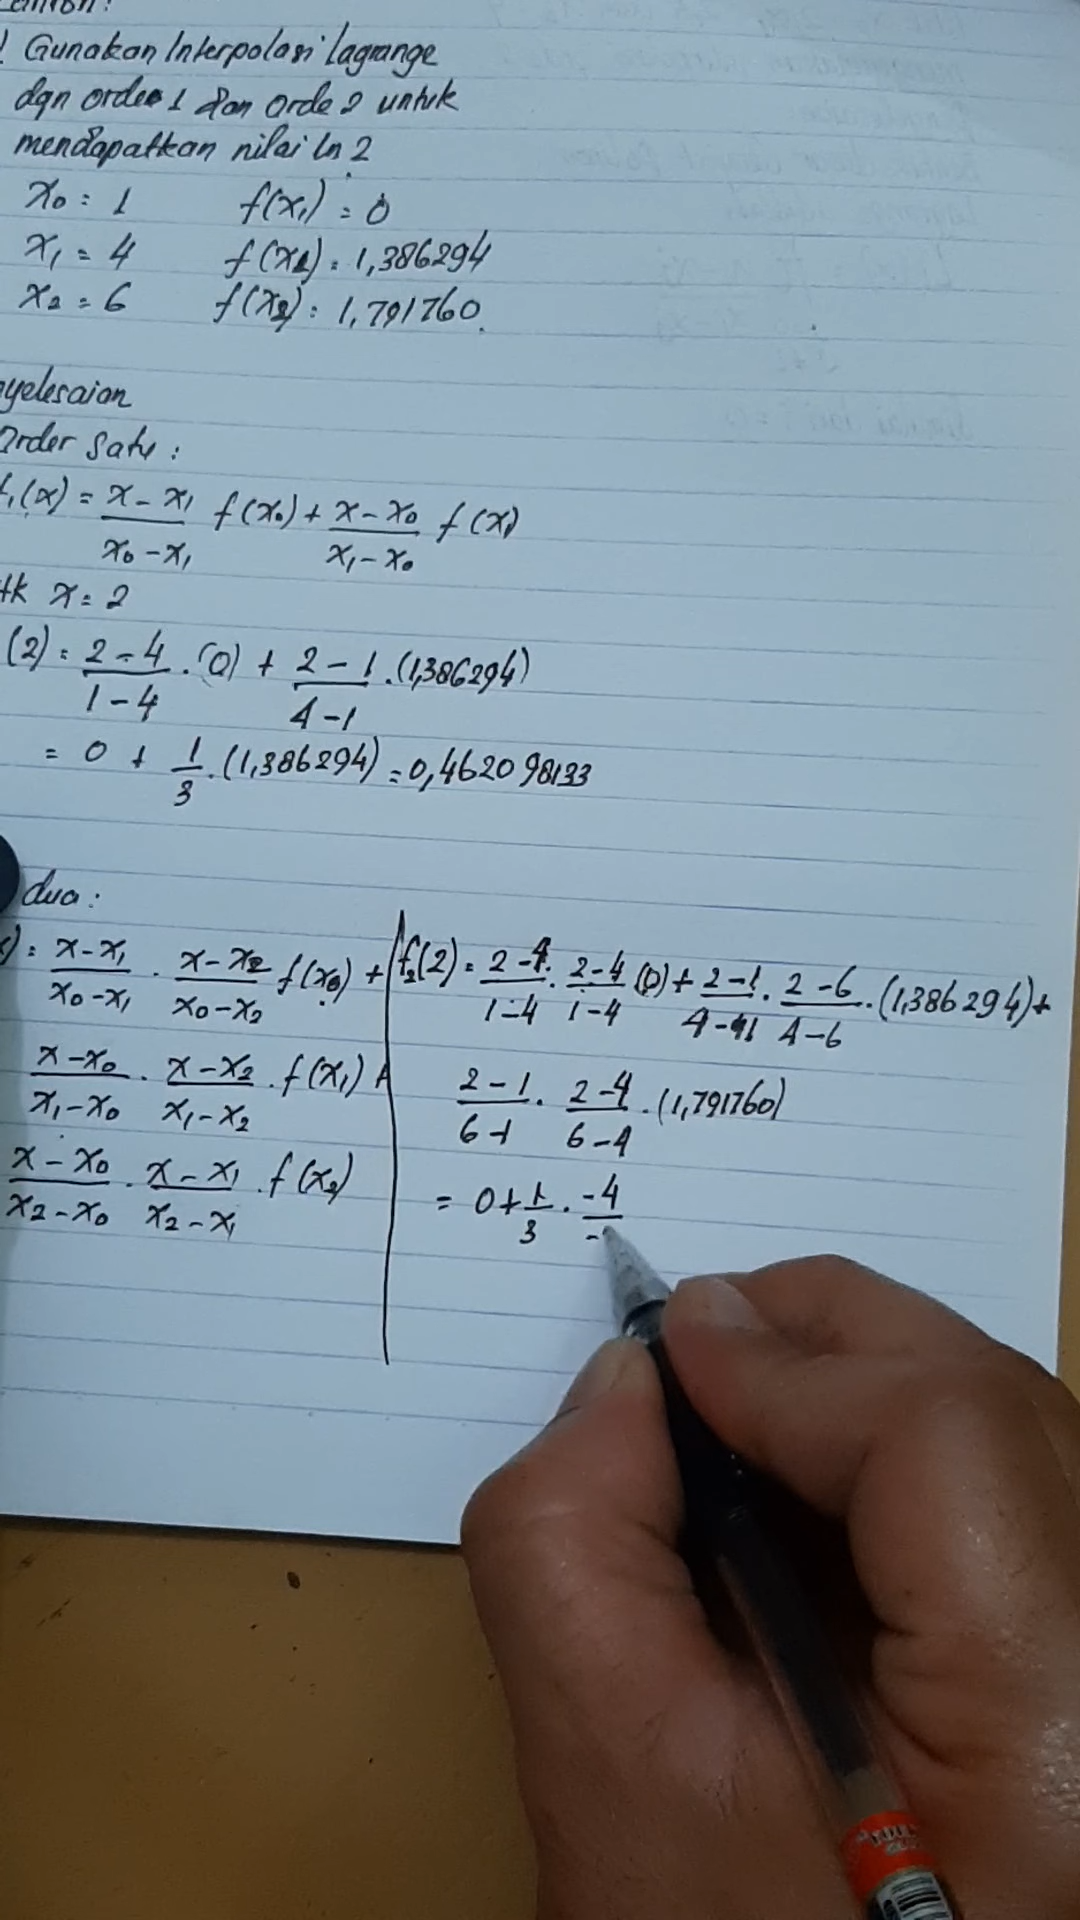 ! Gunakan Interpolasi Lagrange
dgn orde 1 dan orde 2 untuk
mendapatkan nilai ln 2
x₀ = 1 f(x₁) = 0
x₁ = 4 f(x₂) = 1,386294
x₂ = 6 f(x₂) = 1,791760
yelesaian
Order Satu :
f₁(x) = (x - x₁)/(x₀ - x₁) f(x₀) + (x - x₀)/(x₁ - x₀) f(x₁)
tk x = 2
(2) = (2 - 4)/(1 - 4) . (0) + (2 - 1)/(4 - 1) . (1,386294)
= 0 + 1/3 . (1,386294) = 0,462098133
dua :
) = (x - x₁)/(x₀ - x₁) . (x - x₂)/(x₀ - x₂) f(x₀) +
(x - x₀)/(x₁ - x₀) . (x - x₂)/(x₁ - x₂) . f(x₁) +
(x - x₀)/(x₂ - x₀) . (x - x₁)/(x₂ - x₁) . f(x₂)
f₂(2) = (2 - 4)/(1 - 4) . (2 - 4)/(1 - 4) (0) + (2 - 1)/(4 - 1) . (2 - 6)/(4 - 6) . (1,386294) +
(2 - 1)/(6 - 1) . (2 - 4)/(6 - 4) . (1,791760)
= 0 + 1/3 . -4/-